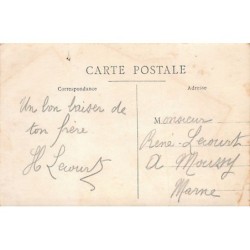 CARTE POSTALE
Correspondance
Adresse
Un bon baiser de
ton frère
H Lecourt
Monsieur
René Lecourt
A Moussy
Marne